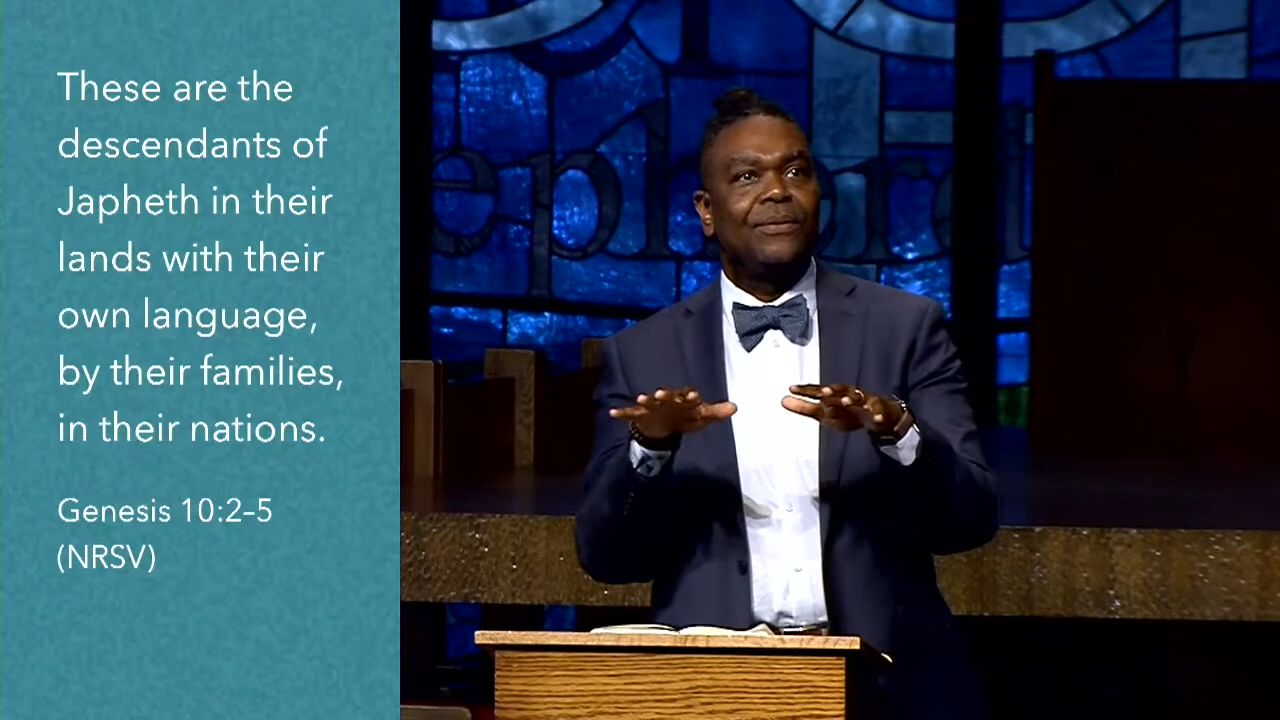 These are the
descendants of
Japheth in their
lands with their
own language,
by their families,
in their nations.
Genesis 10:2–5
(NRSV)